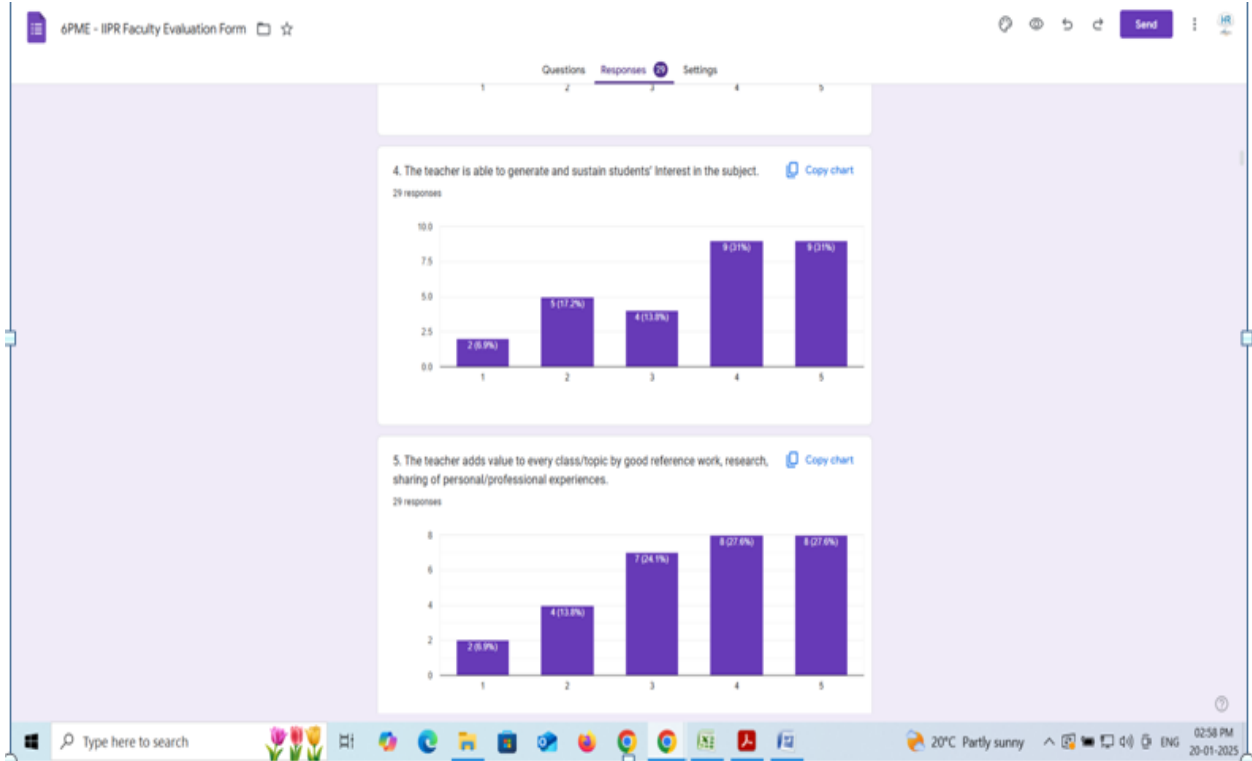 6PME - IIPR Faculty Evaluation Form
Send
HR
Questions Responses 29 Settings
1 2 3 4 5
4. The teacher is able to generate and sustain students' Interest in the subject.
Copy chart
29 responses
10.0
7.5
5.0
2.5
0.0
2 (6.9%)
5 (17.2%)
4 (13.8%)
9 (31%)
9 (31%)
1 2 3 4 5
5. The teacher adds value to every class/topic by good reference work, research,
sharing of personal/professional experiences.
Copy chart
29 responses
8
6
4
2
0
2 (6.9%)
4 (13.8%)
7 (24.1%)
8 (27.6%)
8 (27.6%)
1 2 3 4 5
Type here to search
20°C Partly sunny
ENG
02:58 PM
20-01-2025